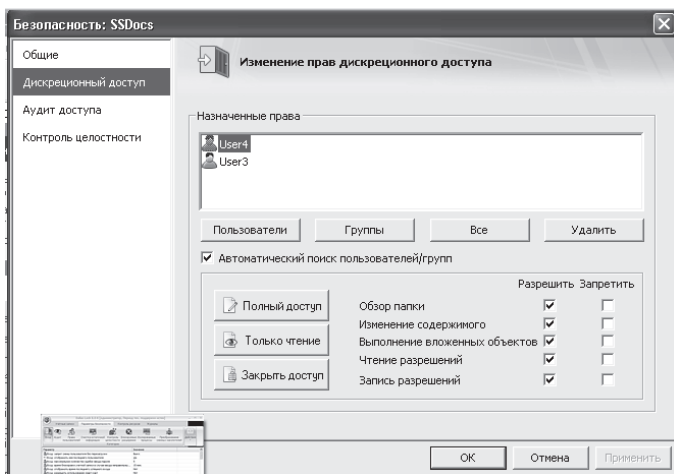 Безопасность: SSDocs
Общие
Дискреционный доступ
Аудит доступа
Контроль целостности
Изменение прав дискреционного доступа
Назначенные права
User4
User3
Пользователи
Группы
Все
Удалить
Автоматический поиск пользователей/групп
Разрешить Запретить
Полный доступ
Только чтение
Закрыть доступ
Обзор папки
Изменение содержимого
Выполнение вложенных объектов
Чтение разрешений
Запись разрешений
ОК
Отмена
Применить